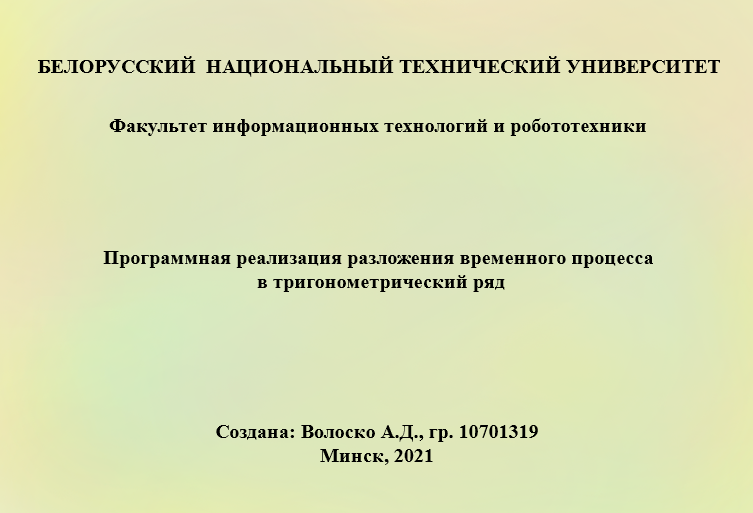 БЕЛОРУССКИЙ НАЦИОНАЛЬНЫЙ ТЕХНИЧЕСКИЙ УНИВЕРСИТЕТ
Факультет информационных технологий и робототехники
Программная реализация разложения временного процесса
в тригонометрический ряд
Создана: Волоско А.Д., гр. 10701319
Минск, 2021